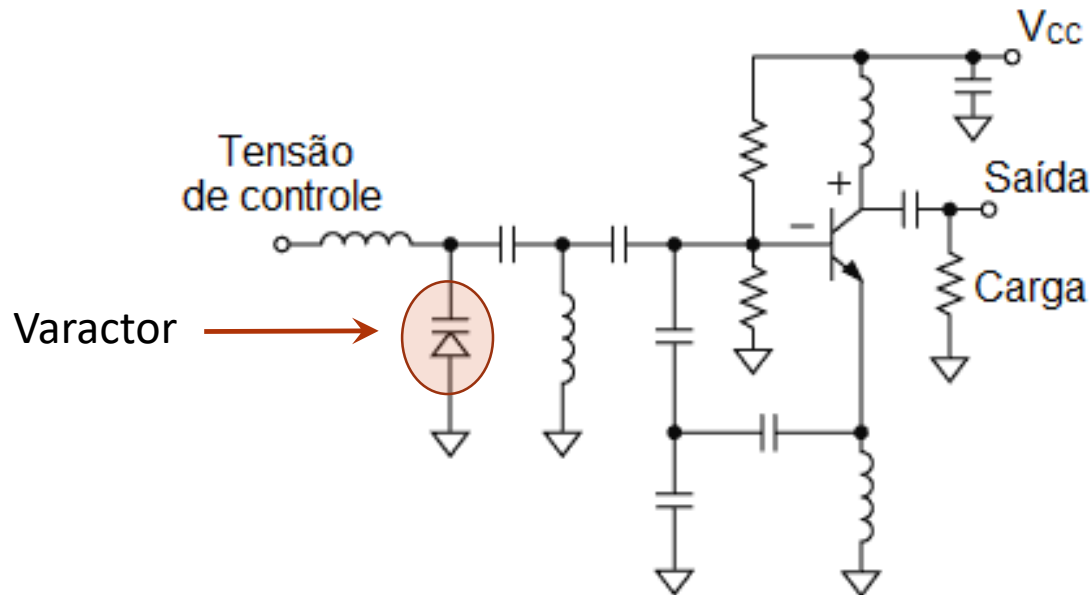 Vcc
Tensão
de controle
+
Saída
−
Carga
Varactor